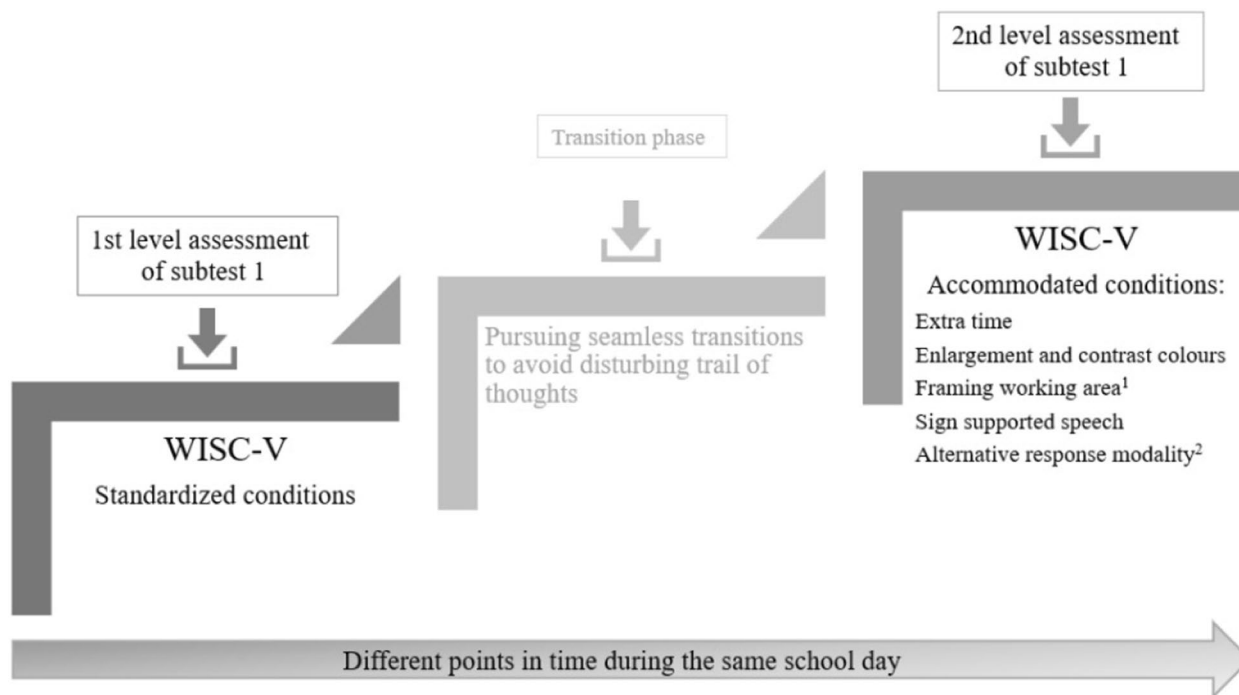 1st level assessment
of subtest 1
WISC-V
Standardized conditions
Transition phase
Pursuing seamless transitions
to avoid disturbing trail of
thoughts
2nd level assessment
of subtest 1
WISC-V
Accommodated conditions:
Extra time
Enlargement and contrast colours
Framing working area¹
Sign supported speech
Alternative response modality²
Different points in time during the same school day